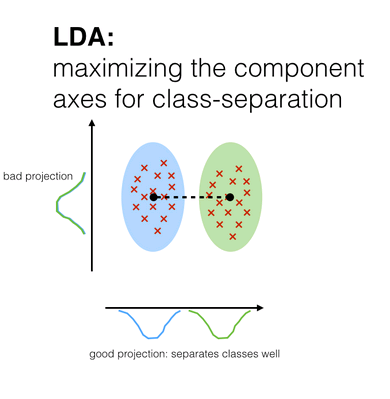 LDA:
maximizing the component
axes for class-separation
bad projection
good projection: separates classes well